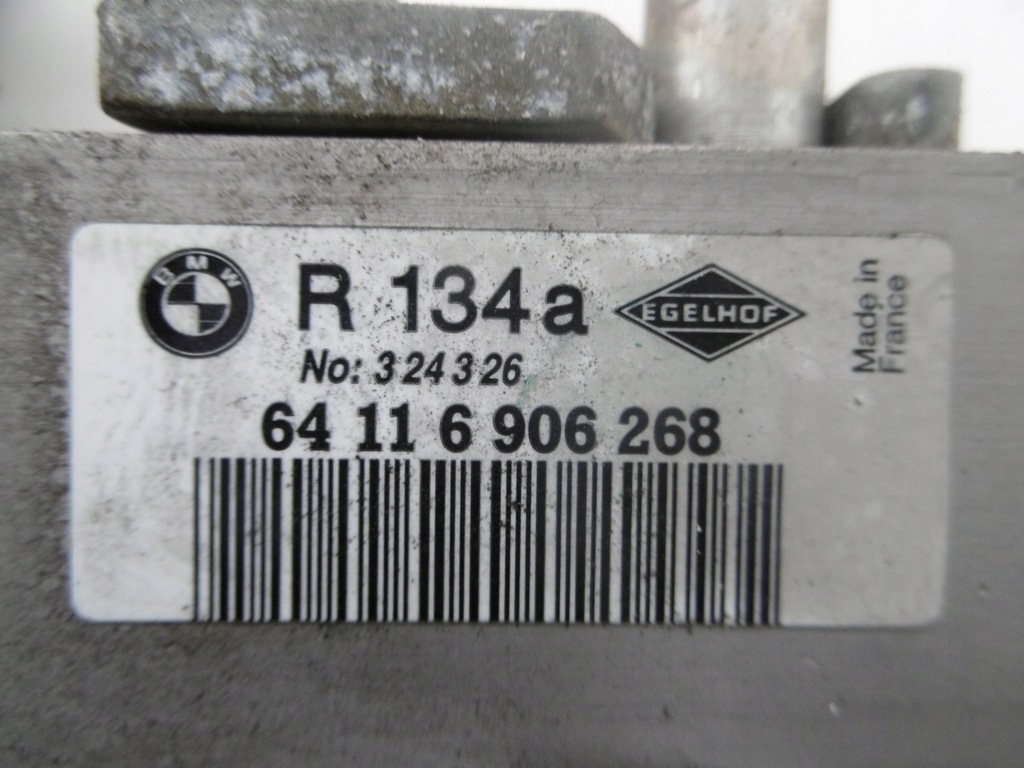 BMW R 134a EGELHOF
No: 324326
64 11 6 906 268
Made in
France